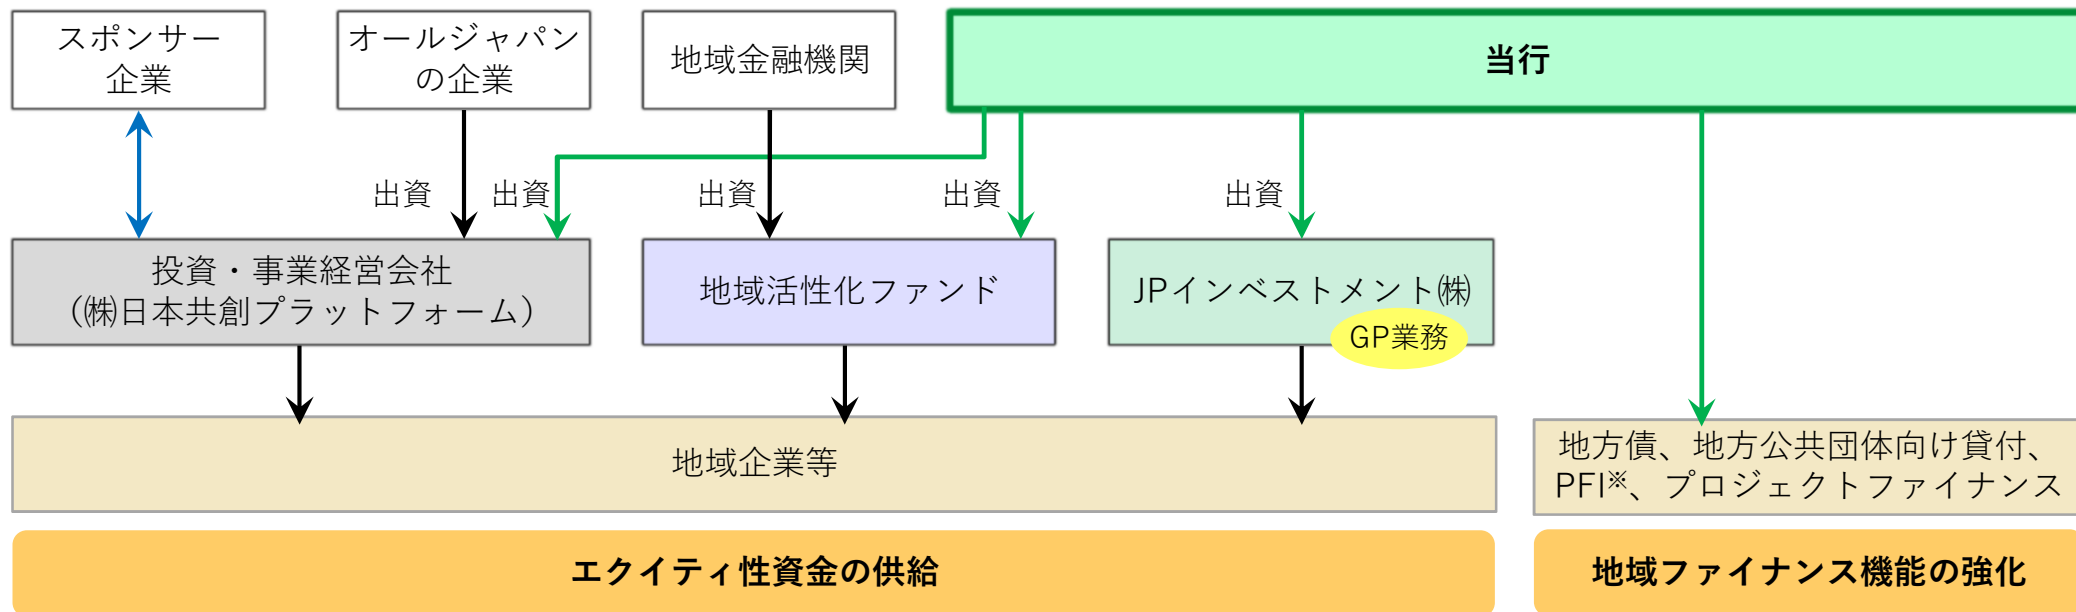 スポンサー
企業
オールジャパン
の企業
地域金融機関
当行
出資
出資
出資
出資
出資
投資・事業経営会社
（㈱日本共創プラットフォーム）
地域活性化ファンド
JPインベストメント㈱
GP業務
地域企業等
地方債、地方公共団体向け貸付、
PFI※、プロジェクトファイナンス
エクイティ性資金の供給
地域ファイナンス機能の強化